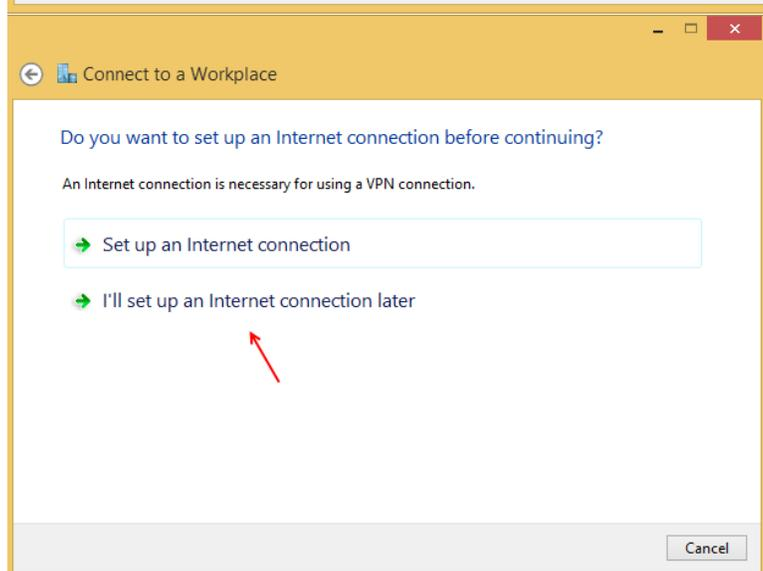 Connect to a Workplace
Do you want to set up an Internet connection before continuing?
An Internet connection is necessary for using a VPN connection.
Set up an Internet connection
I'll set up an Internet connection later
Cancel